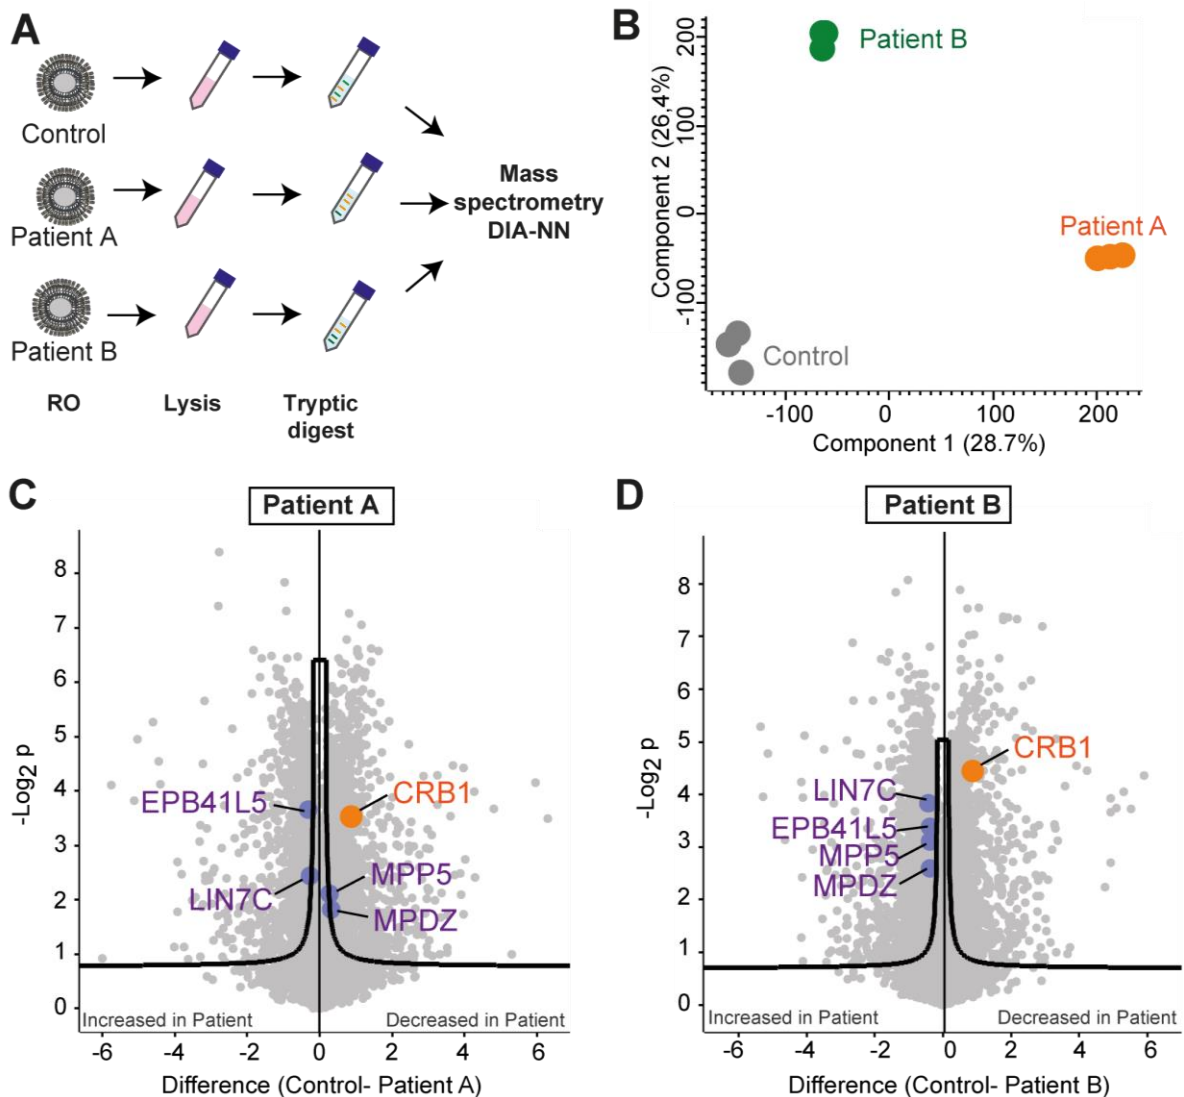 A
Control
Patient A
Patient B
RO
Lysis
Tryptic
digest
Mass
spectrometry
DIA-NN
B
Component 2 (26,4%)
200
100
0
-100
Patient B
Patient A
Control
-100
0
100
200
Component 1 (28.7%)
C
Patient A
-Log2 p
8
7
6
5
4
3
2
1
0
EPB41L5
CRB1
LIN7C
MPP5
MPDZ
Increased in Patient
Decreased in Patient
-6
-4
-2
0
2
4
6
Difference (Control- Patient A)
D
Patient B
-Log2 p
8
7
6
5
4
3
2
1
0
CRB1
LIN7C
EPB41L5
MPP5
MPDZ
Increased in Patient
Decreased in Patient
-6
-4
-2
0
2
4
6
Difference (Control- Patient B)